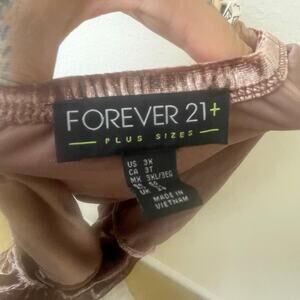 FOREVER 21+
PLUS SIZES
US 3X
CA 3T
MX 3XL/3EG
MADE IN
VIETNAM